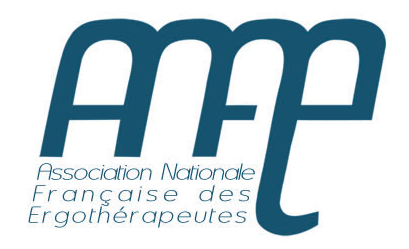 ANFE
Association Nationale
Française des
Ergothérapeutes